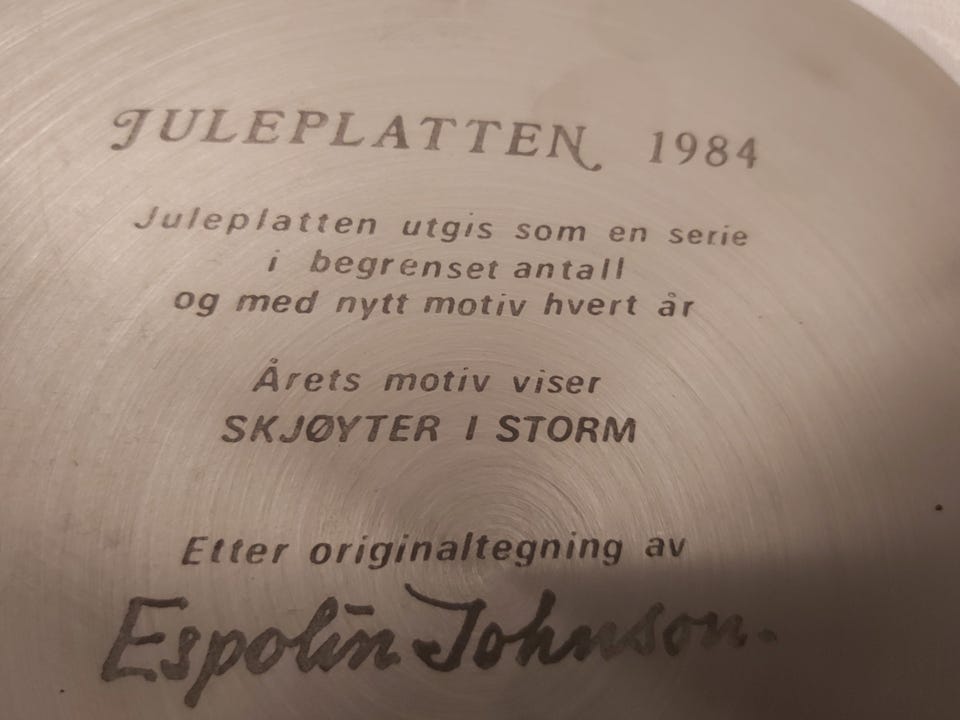 JULEPLATTEN 1984
Juleplatten utgis som en serie
i begrenset antall
og med nytt motiv hvert år
Årets motiv viser
SKJØYTER I STORM
Etter originaltegning av
Espolin Johnson.